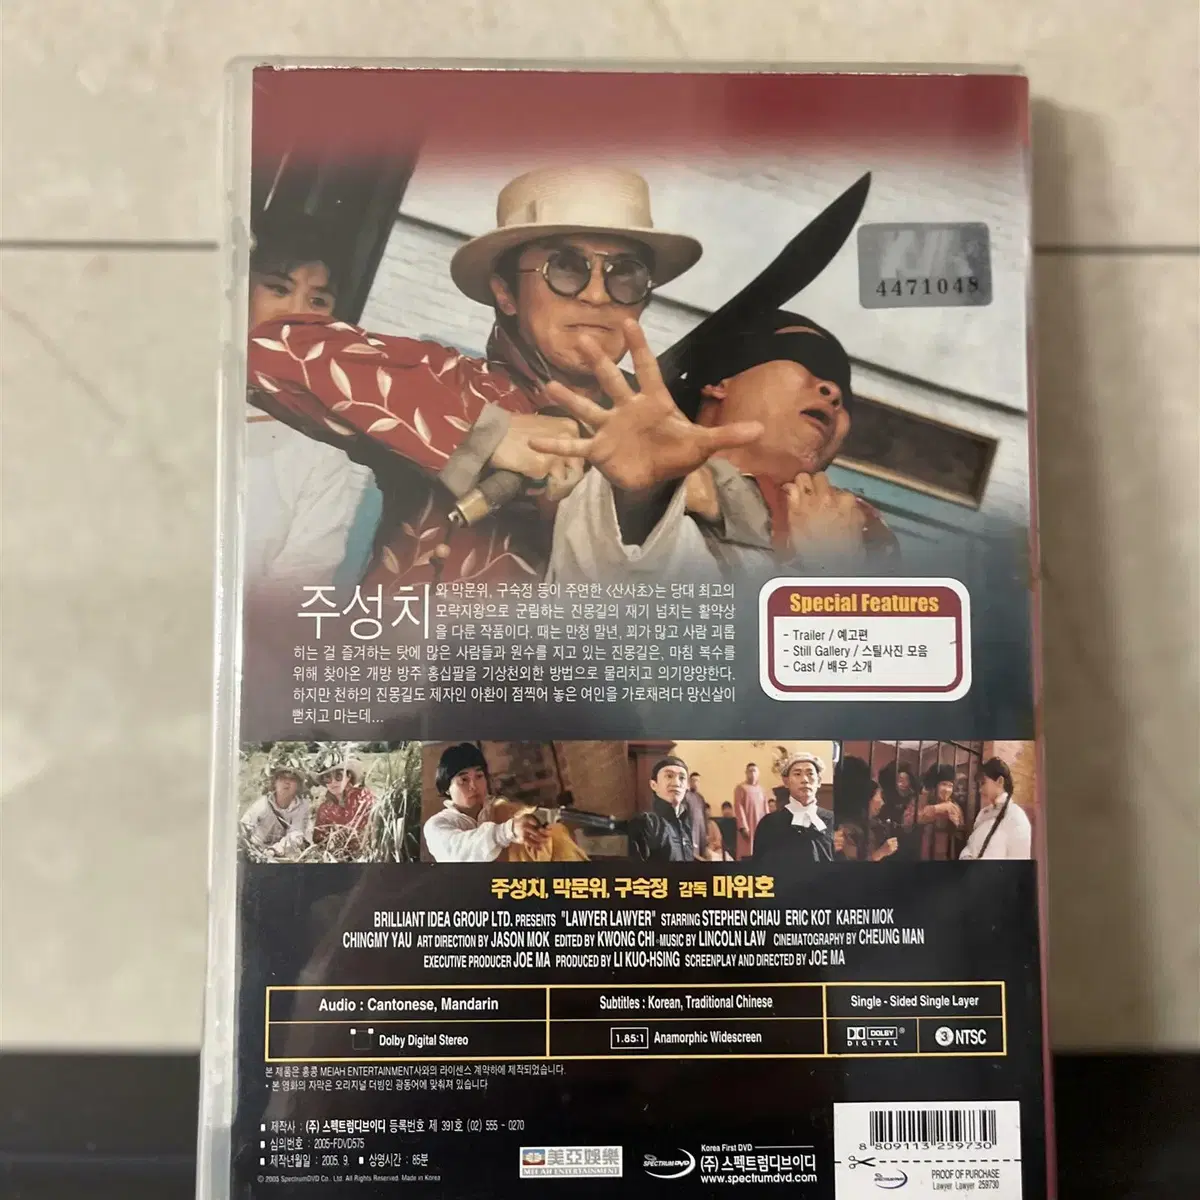 4471048
주성치와 막문위, 구숙정 등이 주연한 <산사초>는 당대 최고의
모략지왕으로 군림하는 진몽길의 재기 넘치는 활약상
을 다룬 작품이다. 때는 만청 말년, 꾀가 많고 사람 괴롭
히는 걸 즐겨하는 탓에 많은 사람들과 원수를 지고 있는 진몽길은, 마침 복수를
위해 찾아온 개방 방주 홍십팔을 기상천외한 방법으로 물리치고 의기양양한다.
하지만 천하의 진몽길도 제자인 아환이 점찍어 놓은 여인을 가로채려다 망신살이
뻗치고 마는데...
Special Features
- Trailer / 예고편
- Still Gallery / 스틸사진 모음
- Cast / 배우 소개
주성치, 막문위, 구숙정 감독 마위호
BRILLIANT IDEA GROUP LTD. PRESENTS "LAWYER LAWYER" STARRING STEPHEN CHIAU ERIC KOT KAREN MOK
CHINGMY YAU ART DIRECTION BY JASON MOK EDITED BY KWONG CHI MUSIC BY LINCOLN LAW CINEMATOGRAPHY BY CHEUNG MAN
EXECUTIVE PRODUCER JOE MA PRODUCED BY LI KUO-HSING SCREENPLAY AND DIRECTED BY JOE MA
Audio : Cantonese, Mandarin
Subtitles : Korean, Traditional Chinese
Single - Sided Single Layer
Dolby Digital Stereo
1.85:1 Anamorphic Widescreen
DOLBY DIGITAL
3 NTSC
본 제품은 홍콩 MEIAH ENTERTAINMENT사와의 라이센스 계약하에 제작되었습니다.
• 본 영화의 자막은 오리지널 더빙인 광동어에 맞춰져 있습니다
■ 제작사 : (주) 스펙트럼디브이디 등록번호 제 391호 (02) 555 - 0270
■ 심의번호 : 2005-FDVD575
■ 제작년월일 : 2005. 9. ■ 상영시간 : 85분
© 2005 SpectrumDVD Co., Ltd. All Rights Reserved. Made in Korea
美亞娛樂
MEI AH ENTERTAINMENT
SPECTRUM DVD
Korea First DVD
(주) 스펙트럼디브이디
www.spectrumdvd.com
8 809113 259730
PROOF OF PURCHASE
Lawyer Lawyer 259730